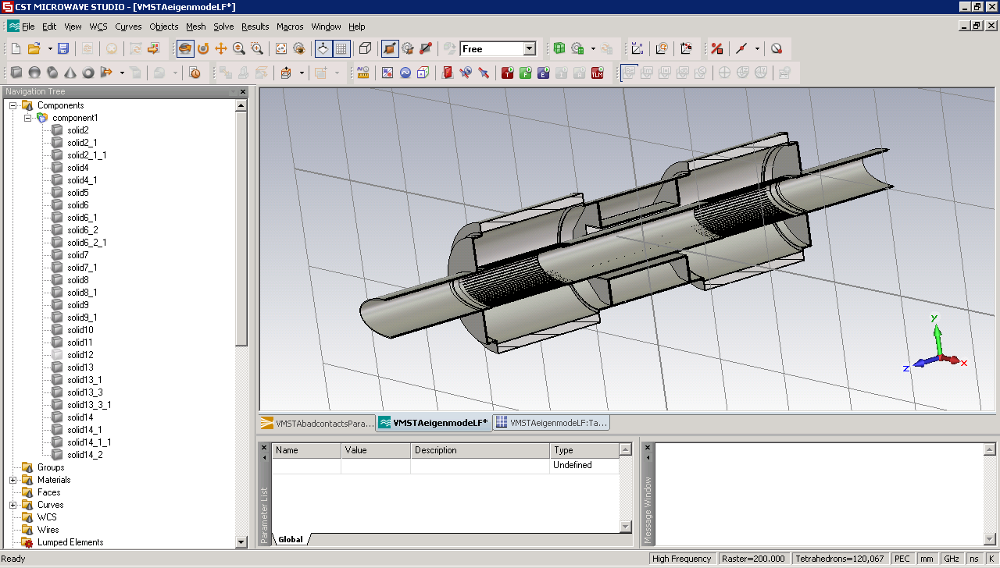 CST MICROWAVE STUDIO - [VMSTAeigenmodeLF*]
File Edit View WCS Curves Objects Mesh Solve Results Macros Window Help
Free
T F E TLM
Navigation Tree
Components
component1
solid2
solid2_1
solid2_1_1
solid4
solid4_1
solid5
solid6
solid6_1
solid6_2
solid6_2_1
solid7
solid7_1
solid8
solid8_1
solid9
solid9_1
solid10
solid11
solid12
solid13
solid13_1
solid13_3
solid13_3_1
solid14
solid14_1
solid14_1_1
solid14_2
Groups
Materials
Faces
Curves
WCS
Wires
Lumped Elements
y
z
x
VMSTAbadcontactsPara... VMSTAeigenmodeLF* VMSTAeigenmodeLF:Ta...
Parameter List
Name Value Description Type
Undefined
Global
Message Window
Ready High Frequency Raster=200.000 Tetrahedrons=120,067 PEC mm GHz ns K